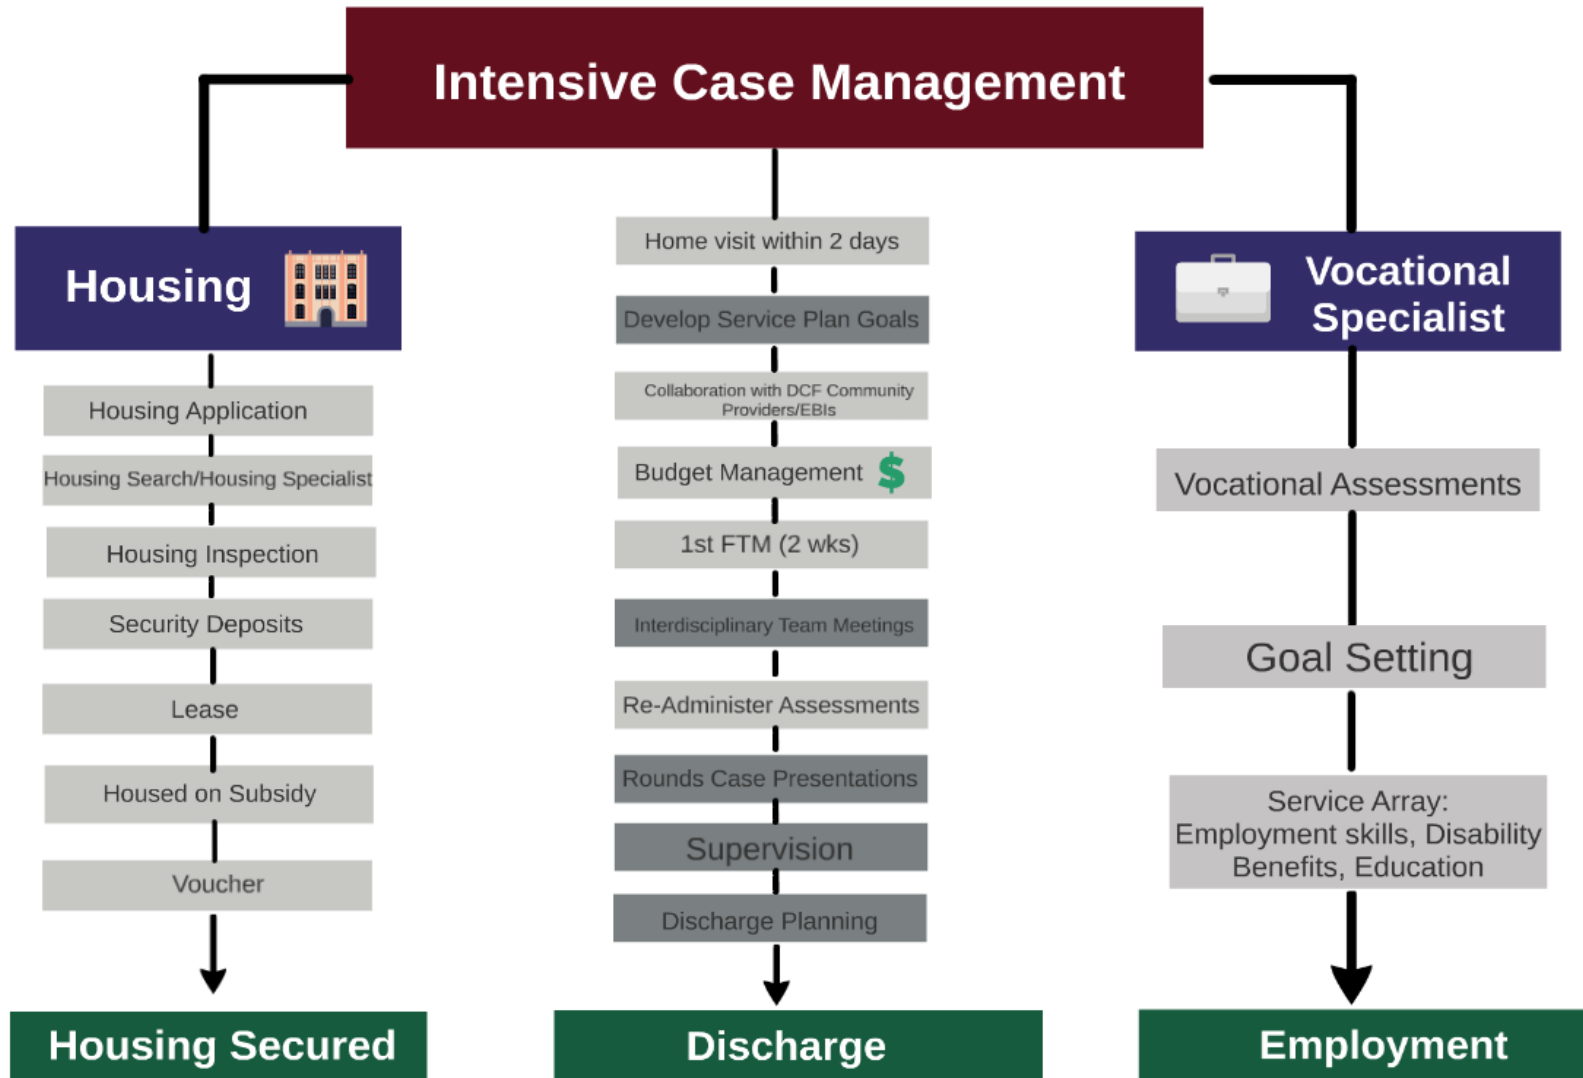 Intensive Case Management
Housing
Housing Application
Housing Search/Housing Specialist
Housing Inspection
Security Deposits
Lease
Housed on Subsidy
Voucher
Housing Secured
Home visit within 2 days
Develop Service Plan Goals
Collaboration with DCF Community
Providers/EBIs
Budget Management $
1st FTM (2 wks)
Interdisciplinary Team Meetings
Re-Administer Assessments
Rounds Case Presentations
Supervision
Discharge Planning
Discharge
Vocational
Specialist
Vocational Assessments
Goal Setting
Service Array:
Employment skills, Disability
Benefits, Education
Employment